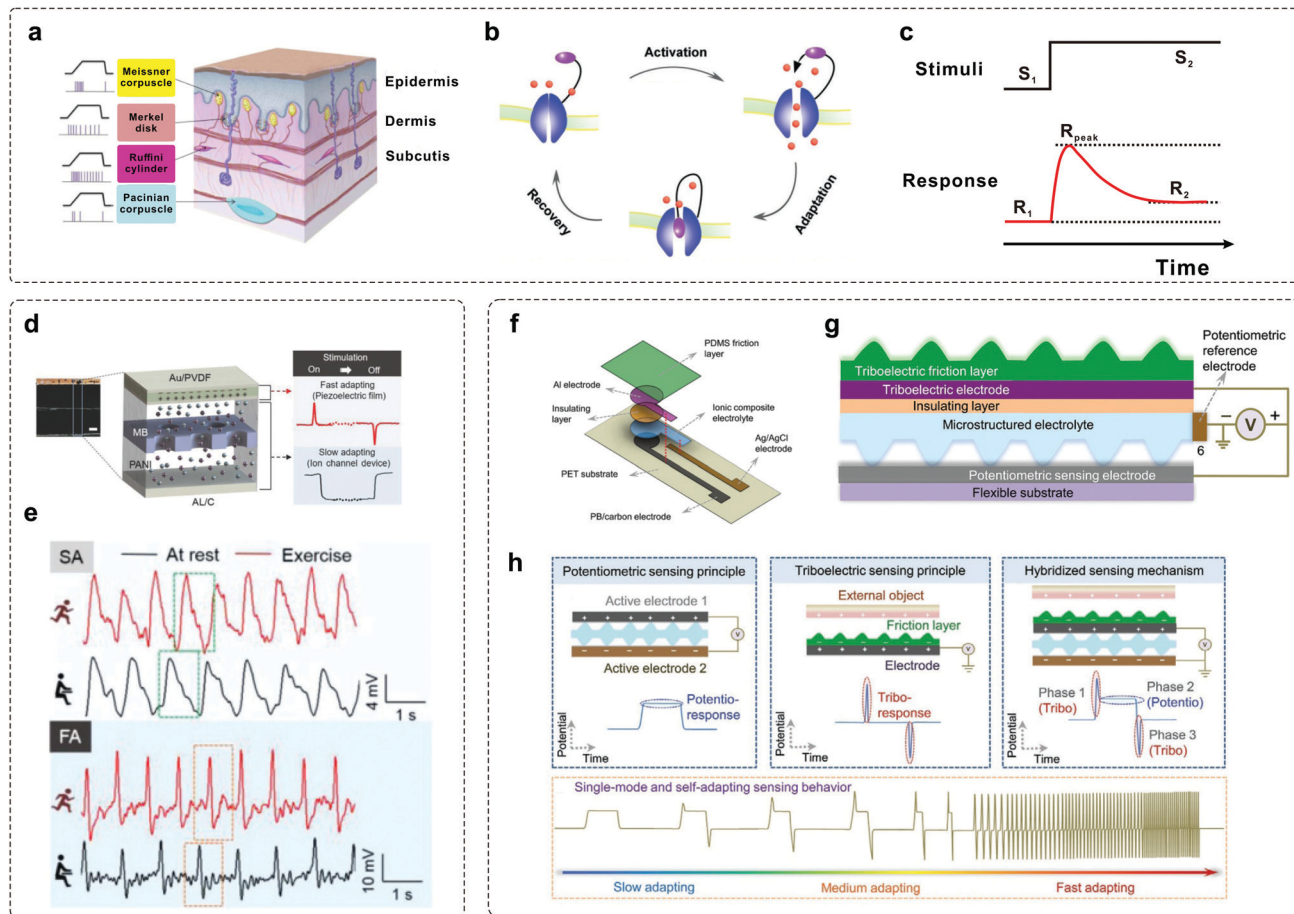 a
Meissner
corpuscle
Merkel
disk
Ruffini
cylinder
Pacinian
corpuscle
Epidermis
Dermis
Subcutis
b
Activation
Adaptation
Recovery
c
Stimuli
S1
S2
Rpeak
Response
R1
R2
Time
d
Au/PVDF
MB
PANI
AL/C
Stimulation
On
Off
Fast adapting
(Piezoelectric film)
Slow adapting
(Ion channel device)
e
SA
At rest
Exercise
4 mV
1 s
FA
10 mV
1 s
f
PDMS friction
layer
Al electrode
Insulating
layer
Ionic composite
electrolyte
Ag/AgCl
electrode
PET substrate
PB/carbon electrode
g
Potentiometric
reference
electrode
Triboelectric friction layer
Triboelectric electrode
Insulating layer
Microstructured electrolyte
Potentiometric sensing electrode
Flexible substrate
6
− V +
h
Potentiometric sensing principle
Active electrode 1
V
Active electrode 2
Potentio-
response
Potential
Time
Triboelectric sensing principle
External object
Friction layer
V
Electrode
Tribo-
response
Potential
Time
Hybridized sensing mechanism
V
Phase 1
(Tribo)
Phase 2
(Potentio)
Phase 3
(Tribo)
Potential
Time
Single-mode and self-adapting sensing behavior
Slow adapting
Medium adapting
Fast adapting